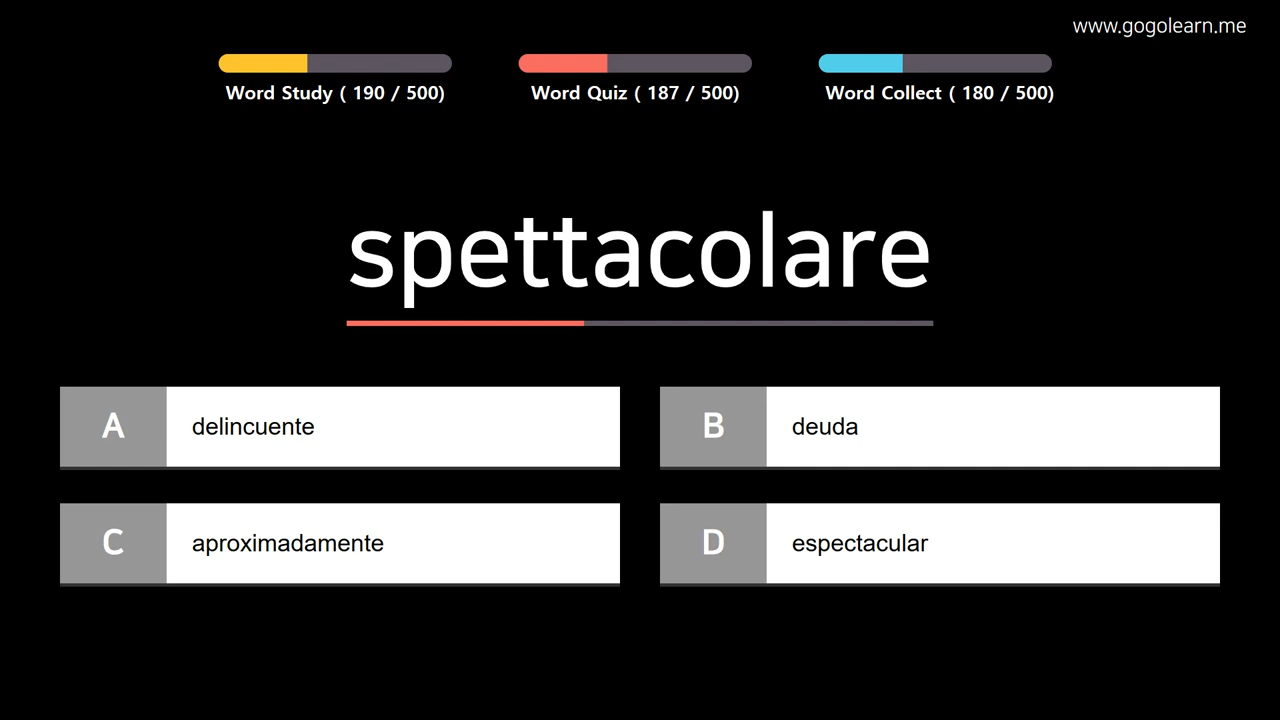 www.gogolearn.me
Word Study ( 190 / 500)
Word Quiz ( 187 / 500)
Word Collect ( 180 / 500)
spettacolare
A delincuente
B deuda
C aproximadamente
D espectacular